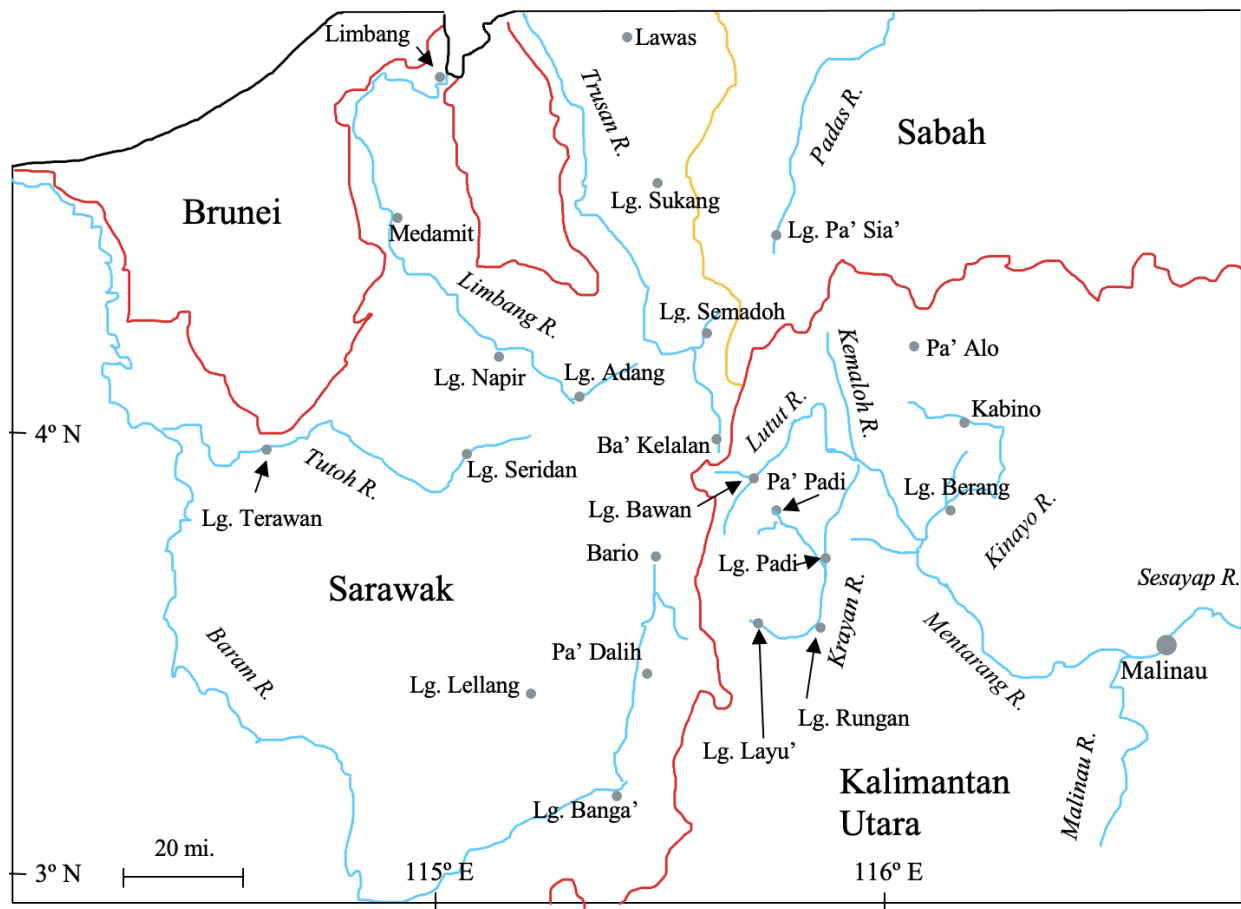 Limbang
Lawas
Trusan R.
Padas R.
Sabah
Brunei
Lg. Sukang
Medamit
Lg. Pa’ Sia’
Limbang R.
Lg. Semadoh
Kemaloh R.
Pa’ Alo
Lg. Napir
Lg. Adang
Lutut R.
Kabino
4º N
Ba’ Kelalan
Tutoh R.
Lg. Seridan
Pa’ Padi
Lg. Berang
Lg. Terawan
Lg. Bawan
Kinayo R.
Bario
Lg. Padi
Sarawak
Sesayap R.
Baram R.
Krayan R.
Mentarang R.
Pa’ Dalih
Malinau
Lg. Lellang
Lg. Rungan
Lg. Layu’
Malinau R.
Kalimantan
Utara
Lg. Banga’
20 mi.
3º N
115º E
116º E